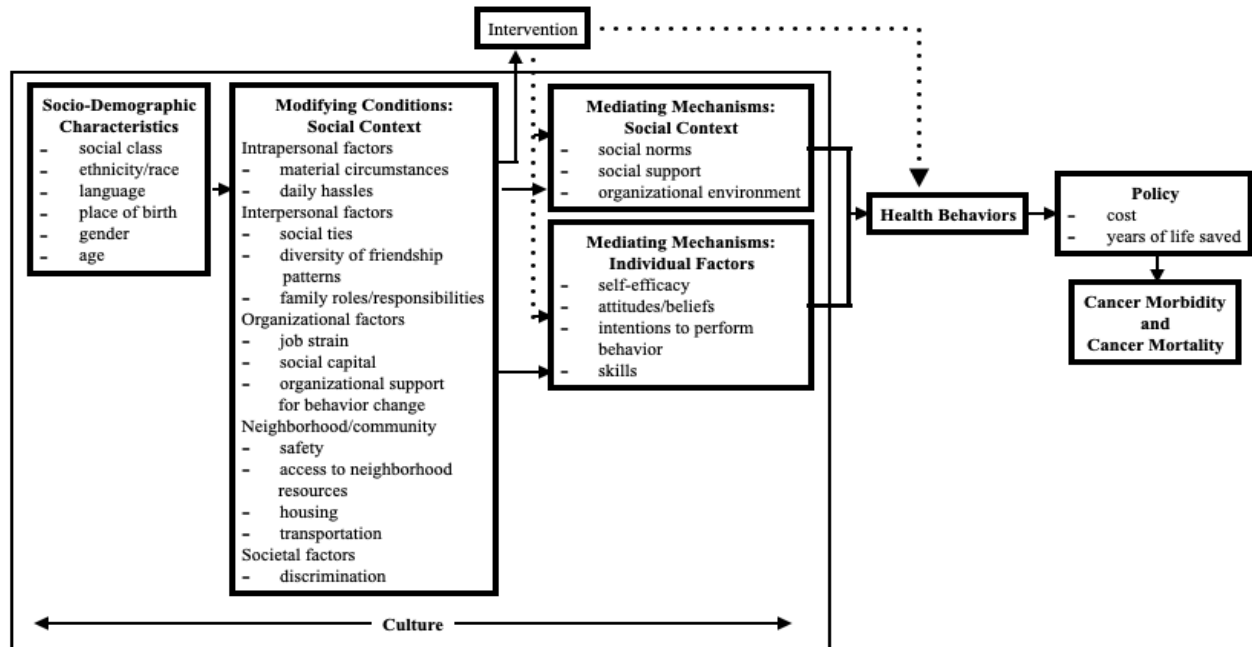 Intervention
Socio-Demographic
Characteristics
- social class
- ethnicity/race
- language
- place of birth
- gender
- age
Modifying Conditions:
Social Context
Intrapersonal factors
- material circumstances
- daily hassles
Interpersonal factors
- social ties
- diversity of friendship
patterns
- family roles/responsibilities
Organizational factors
- job strain
- social capital
- organizational support
for behavior change
Neighborhood/community
- safety
- access to neighborhood
resources
- housing
- transportation
Societal factors
- discrimination
Mediating Mechanisms:
Social Context
- social norms
- social support
- organizational environment
Mediating Mechanisms:
Individual Factors
- self-efficacy
- attitudes/beliefs
- intentions to perform
behavior
- skills
Health Behaviors
Policy
- cost
- years of life saved
Cancer Morbidity
and
Cancer Mortality
Culture